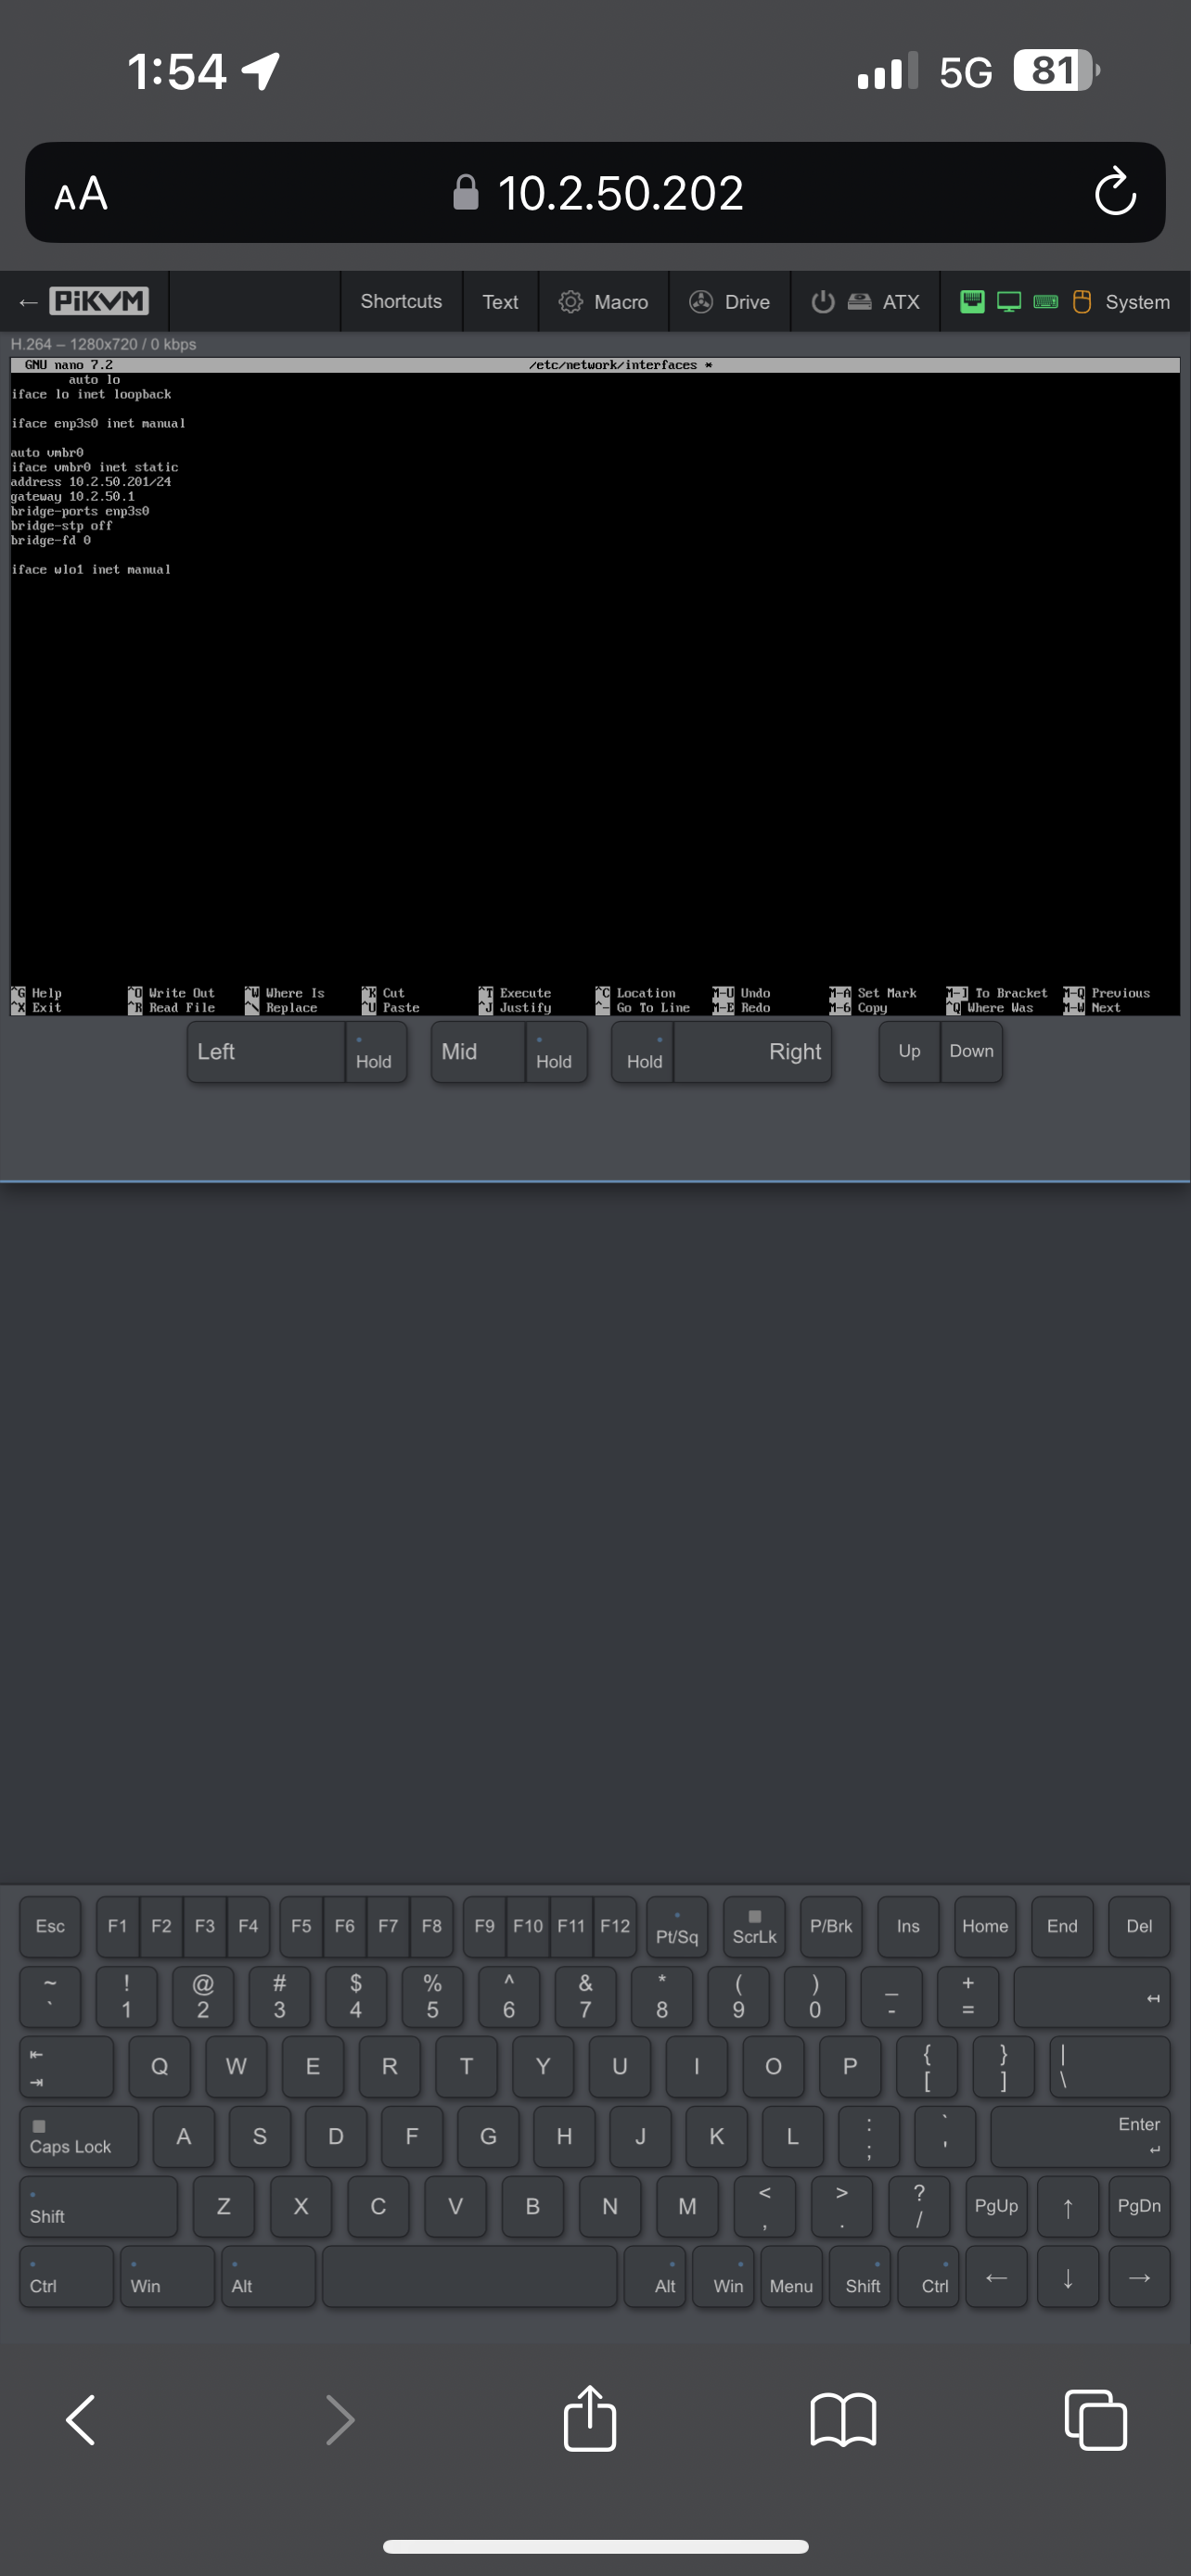 1:54 5G 81
AA 10.2.50.202
← PiKVM Shortcuts Text Macro Drive ATX System
H.264 – 1280x720 / 0 kbps
GNU nano 7.2 /etc/network/interfaces *
auto lo
iface lo inet loopback
iface enp3s0 inet manual
auto vmbr0
iface vmbr0 inet static
address 10.2.50.201/24
gateway 10.2.50.1
bridge-ports enp3s0
bridge-stp off
bridge-fd 0
iface wlo1 inet manual
^G Help ^O Write Out ^W Where Is ^K Cut ^T Execute ^C Location M-U Undo M-A Set Mark M-] To Bracket M-Q Previous
^X Exit ^R Read File ^\ Replace ^U Paste ^J Justify ^_ Go To Line M-E Redo M-6 Copy ^Q Where Was M-W Next
Left Hold Mid Hold Hold Right Up Down
Esc F1 F2 F3 F4 F5 F6 F7 F8 F9 F10 F11 F12 Pt/Sq ScrLk P/Brk Ins Home End Del
~ ! @ # $ % ^ & * ( ) _ +
` 1 2 3 4 5 6 7 8 9 0 - = ↤
⇤ Q W E R T Y U I O P { } |
⇥ [ ] \
Caps Lock A S D F G H J K L : ; ` ' Enter ↵
Shift Z X C V B N M < , > . ? / PgUp ↑ PgDn
Ctrl Win Alt Alt Win Menu Shift Ctrl ← ↓ →